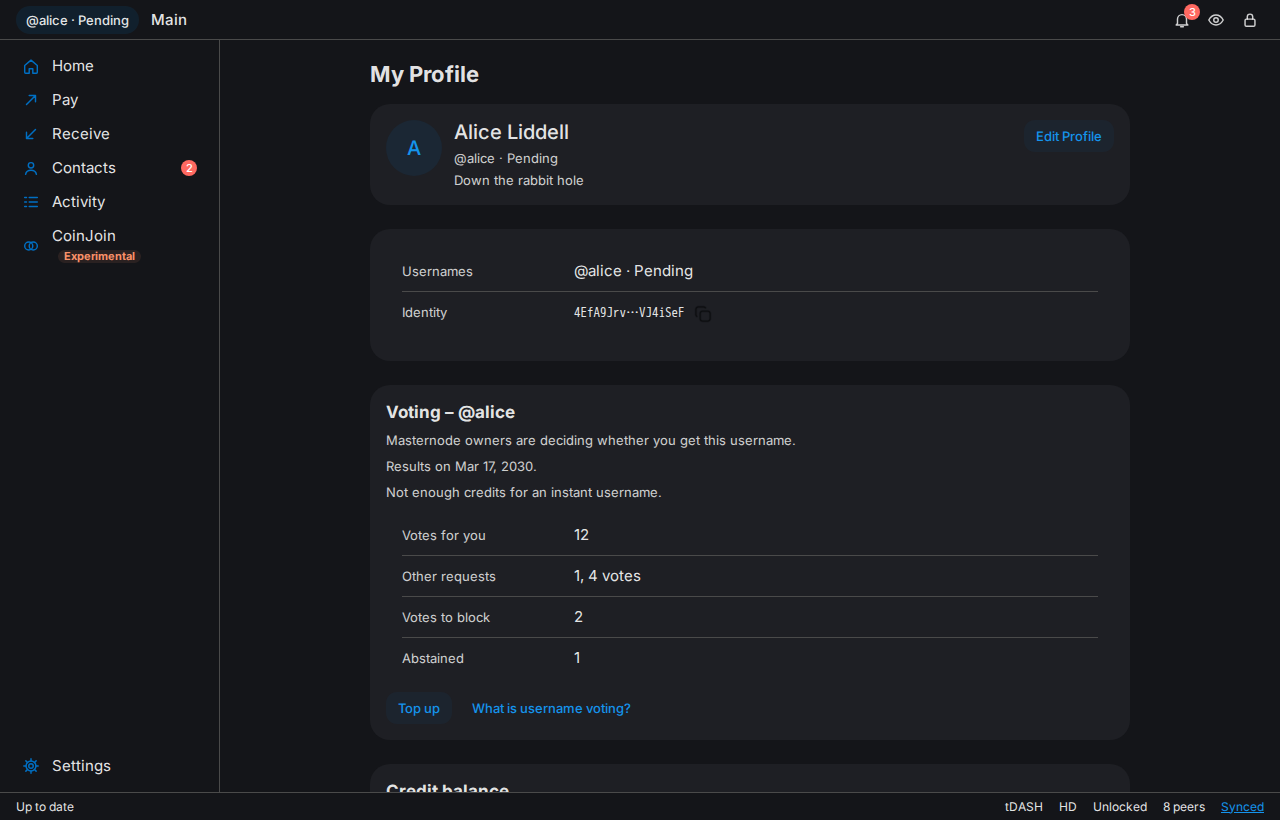 @alice · Pending Main 3
Home
Pay
Receive
Contacts 2
Activity
CoinJoin
Experimental
Settings
My Profile
A
Alice Liddell
@alice · Pending
Down the rabbit hole
Edit Profile
Usernames @alice · Pending
Identity 4EfA9Jrv⋯VJ4iSeF
Voting – @alice
Masternode owners are deciding whether you get this username.
Results on Mar 17, 2030.
Not enough credits for an instant username.
Votes for you 12
Other requests 1, 4 votes
Votes to block 2
Abstained 1
Top up What is username voting?
Credit balance
Up to date tDASH HD Unlocked 8 peers Synced